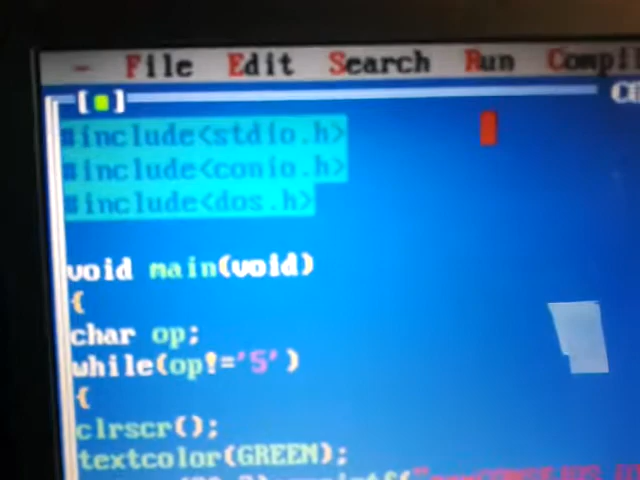 File Edit Search Run Compil
#include<stdio.h>
#include<conio.h>
#include<dos.h>
void main(void)
{
char op;
while(op!='5')
{
clrscr();
textcolor(GREEN);